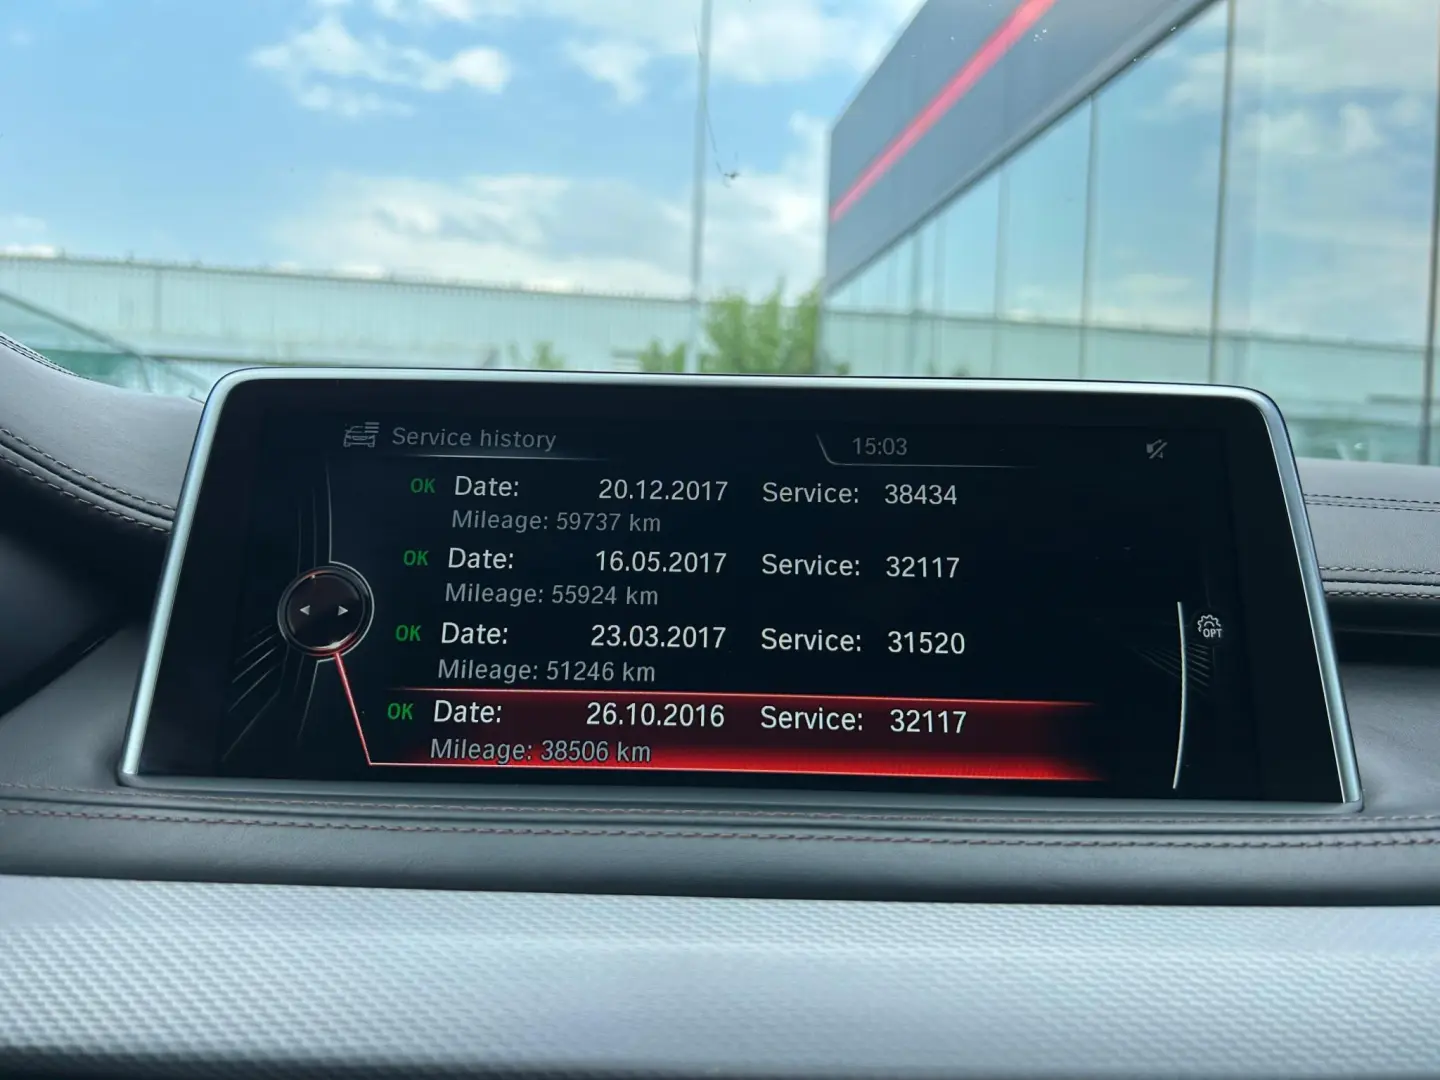 Service history 15:03
OK Date: 20.12.2017 Service: 38434
Mileage: 59737 km
OK Date: 16.05.2017 Service: 32117
Mileage: 55924 km
OK Date: 23.03.2017 Service: 31520
Mileage: 51246 km
OPT
OK Date: 26.10.2016 Service: 32117
Mileage: 38506 km